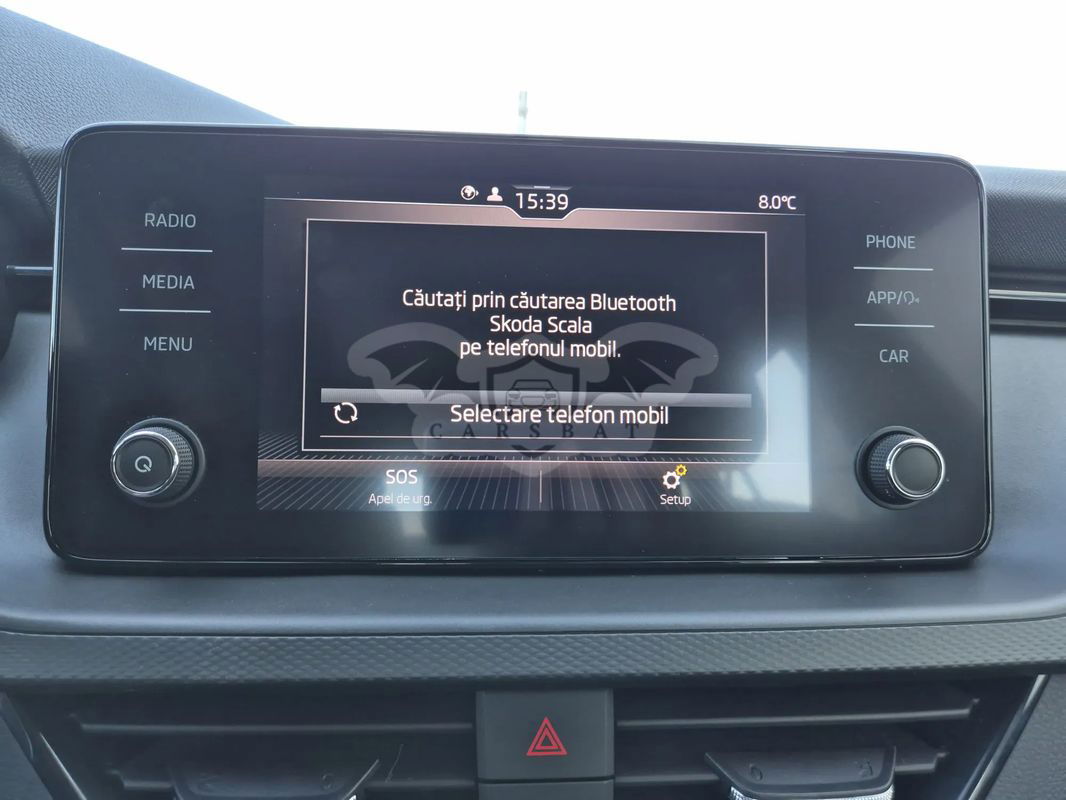 15:39
8.0°C
RADIO
MEDIA
MENU
PHONE
APP/
CAR
Căutați prin căutarea Bluetooth
Skoda Scala
pe telefonul mobil.
Selectare telefon mobil
CARSBAT
SOS
Apel de urg.
Setup